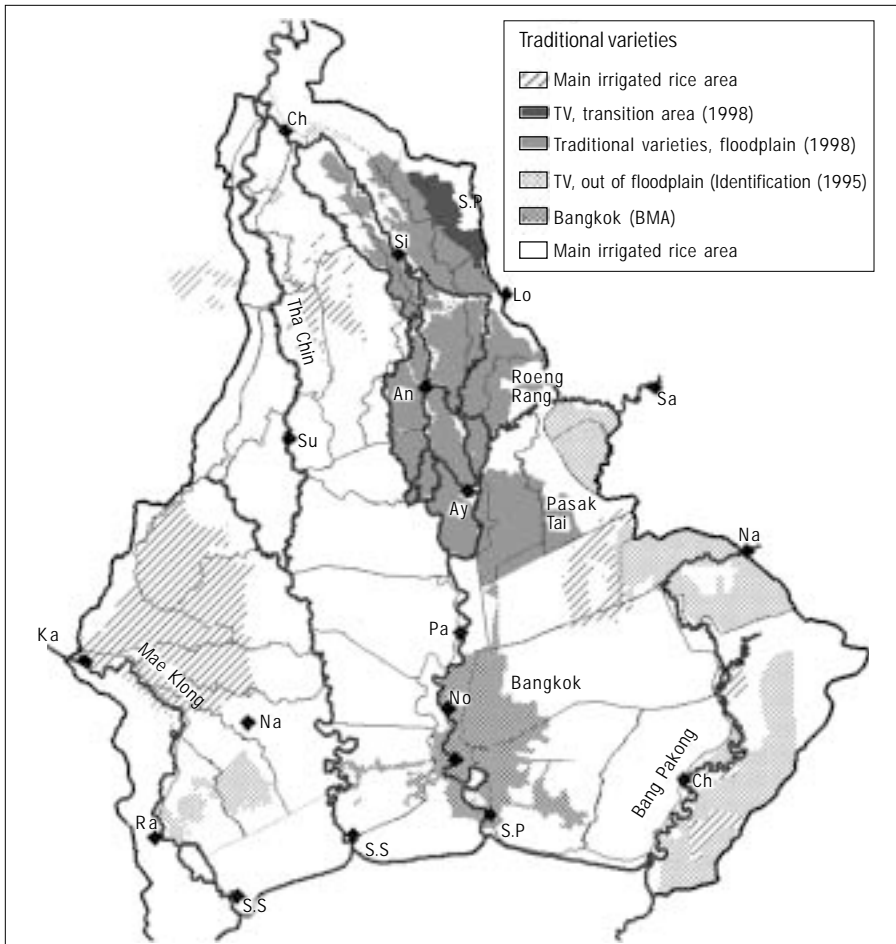 Traditional varieties
Main irrigated rice area
TV, transition area (1998)
Traditional varieties, floodplain (1998)
TV, out of floodplain (Identification (1995)
Bangkok (BMA)
Main irrigated rice area
Ch
S.P
Si
Lo
Tha Chin
An
Roeng
Rang
Sa
Su
Ay
Pasak
Tai
Na
Ka
Pa
Mae Klong
No
Bangkok
Na
Bang Pakong
Ch
Ra
S.S
S.P
S.S